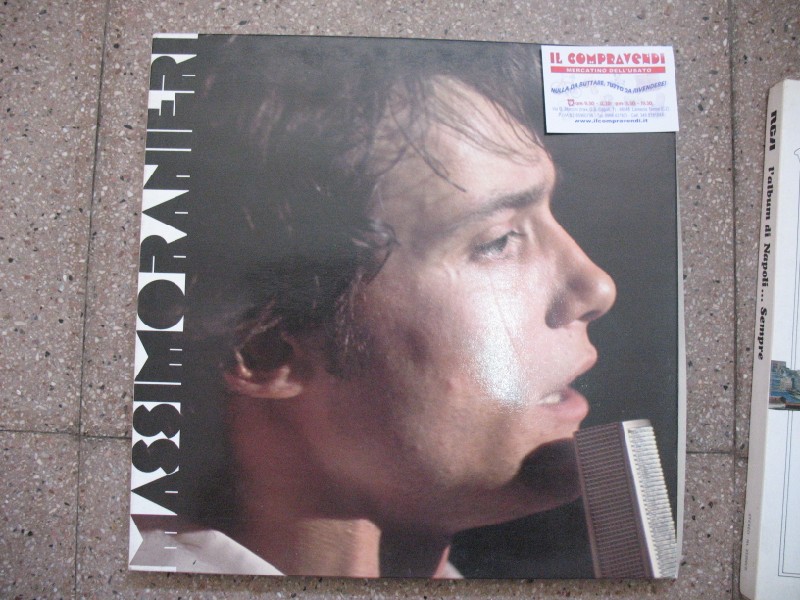 MASSIMO RANIERI
IL COMPRAVENDI
MERCATINO DELL'USATO
NULLA DA BUTTARE, TUTTO DA RIVENDERE!
www.ilcompravendi.it
RCA l'album di Napoli... Sempre